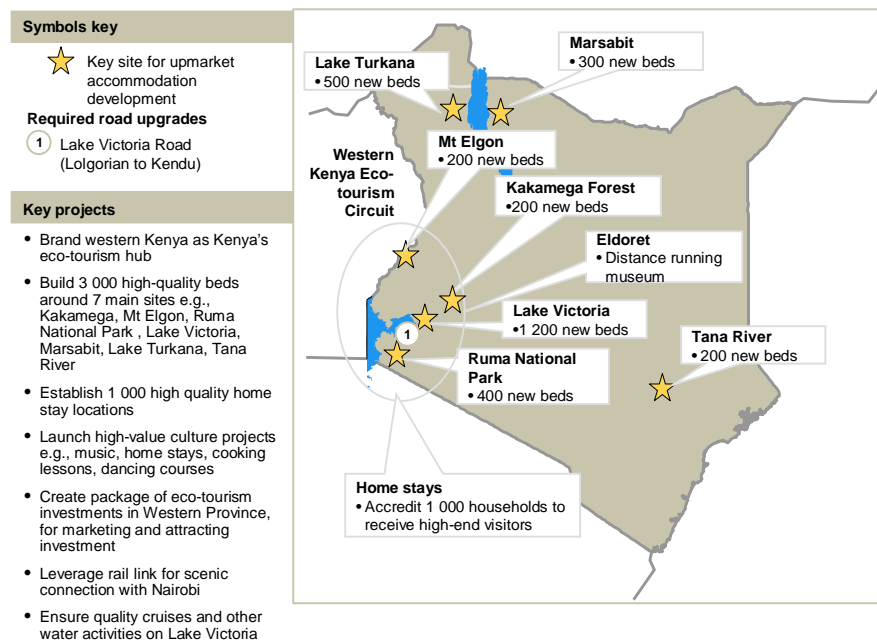 Symbols key
Key site for upmarket
accommodation
development
Required road upgrades
1 Lake Victoria Road
(Lolgorian to Kendu)
Key projects
• Brand western Kenya as Kenya's
eco-tourism hub
• Build 3 000 high-quality beds
around 7 main sites e.g.,
Kakamega, Mt Elgon, Ruma
National Park , Lake Victoria,
Marsabit, Lake Turkana, Tana
River
• Establish 1 000 high quality home
stay locations
• Launch high-value culture projects
e.g., music, home stays, cooking
lessons, dancing courses
• Create package of eco-tourism
investments in Western Province,
for marketing and attracting
investment
• Leverage rail link for scenic
connection with Nairobi
• Ensure quality cruises and other
water activities on Lake Victoria
Lake Turkana
• 500 new beds
Marsabit
• 300 new beds
Mt Elgon
• 200 new beds
Western
Kenya Eco-
tourism
Circuit
Kakamega Forest
•200 new beds
Eldoret
• Distance running
museum
Lake Victoria
•1 200 new beds
1
Ruma National
Park
• 400 new beds
Tana River
• 200 new beds
Home stays
• Accredit 1 000 households to
receive high-end visitors